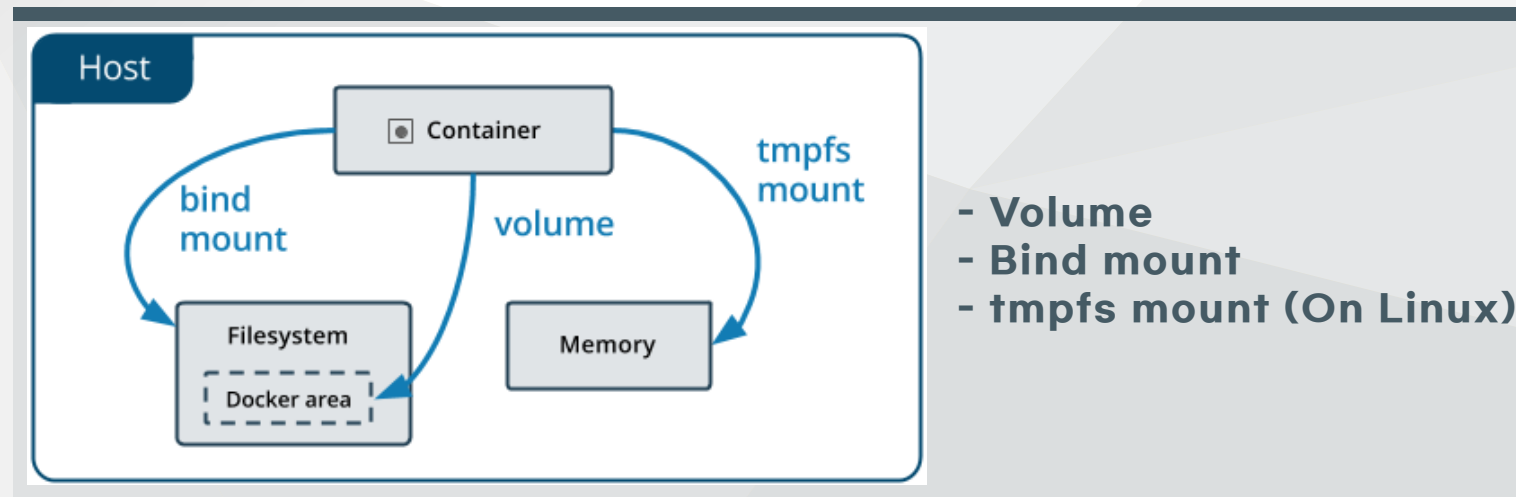 Host
Container
bind
mount
volume
tmpfs
mount
Filesystem
Docker area
Memory
- Volume
- Bind mount
- tmpfs mount (On Linux)